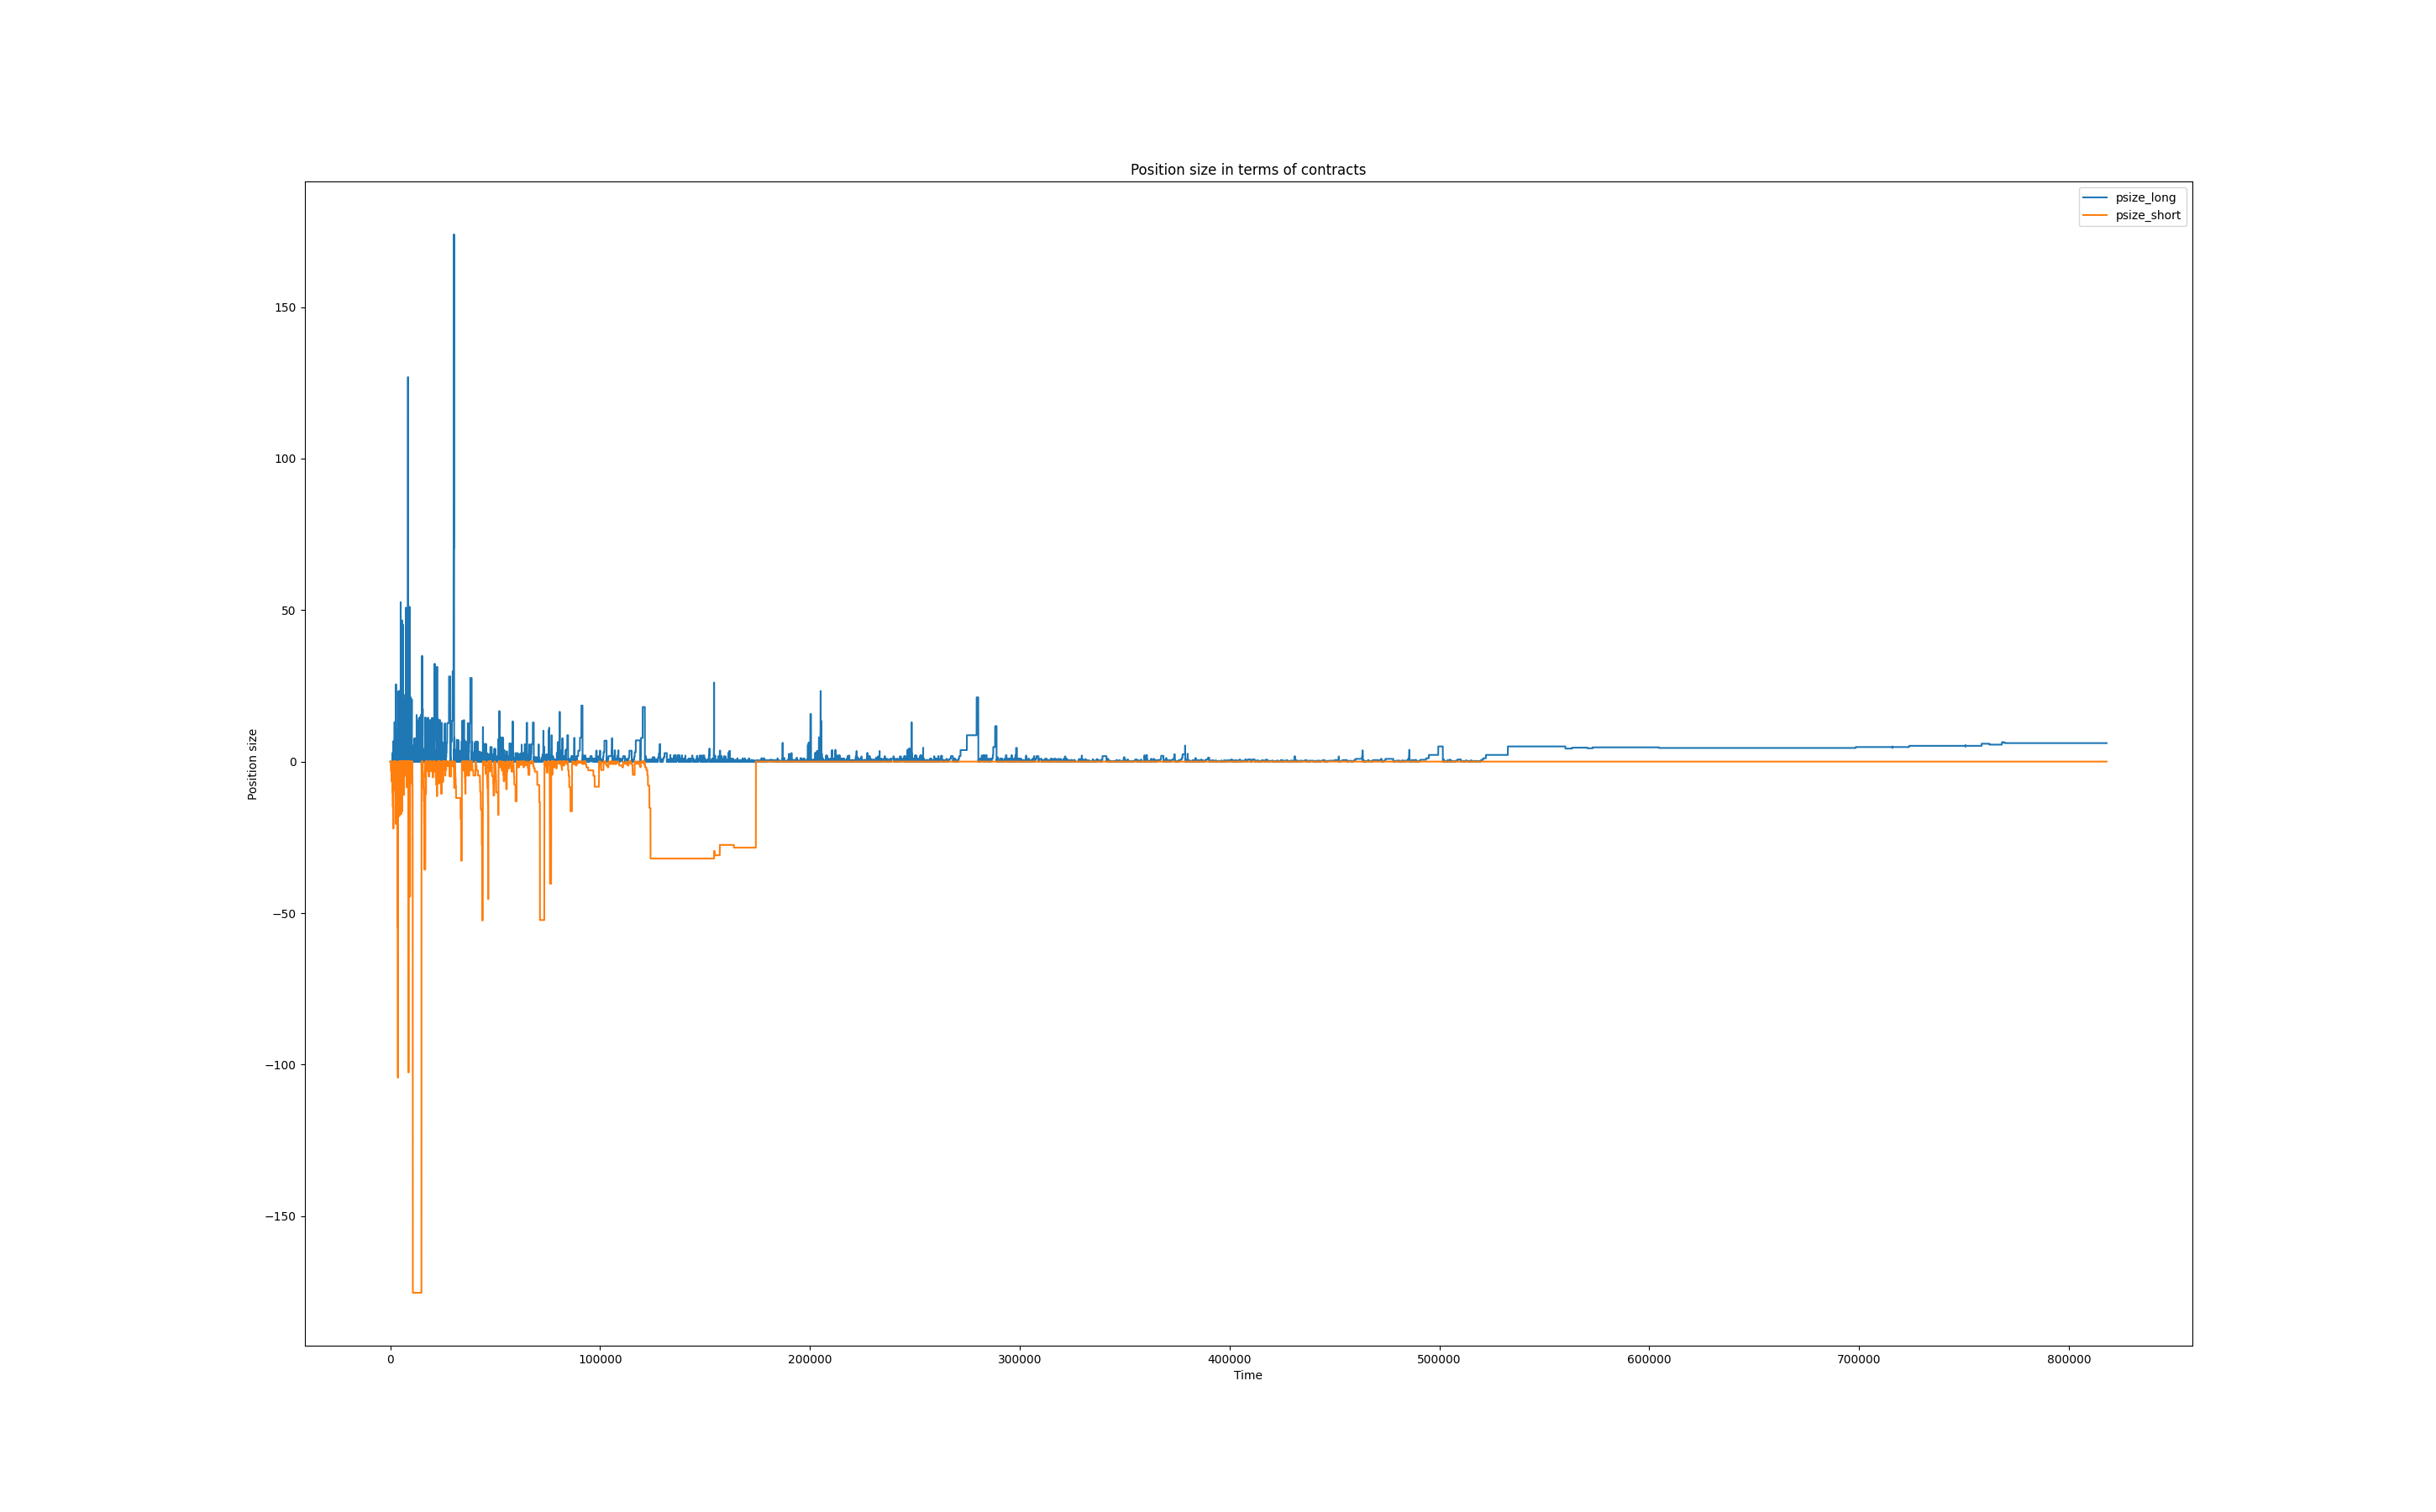 Position size in terms of contracts
psize_long
psize_short
150
100
50
0
−50
−100
−150
Position size
0 100000 200000 300000 400000 500000 600000 700000 800000
Time